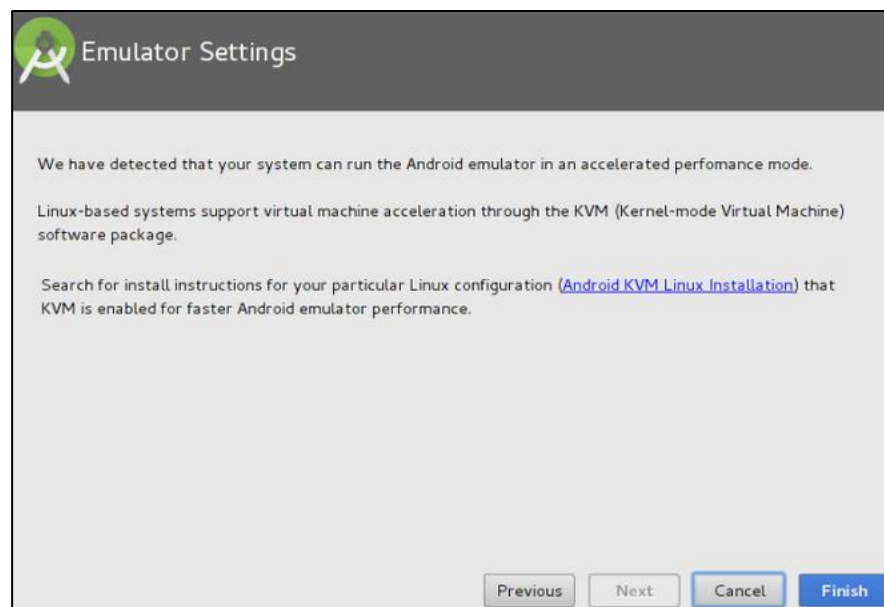 Emulator Settings
We have detected that your system can run the Android emulator in an accelerated perfomance mode.
Linux-based systems support virtual machine acceleration through the KVM (Kernel-mode Virtual Machine)
software package.
Search for install instructions for your particular Linux configuration (Android KVM Linux Installation) that
KVM is enabled for faster Android emulator performance.
Previous Next Cancel Finish